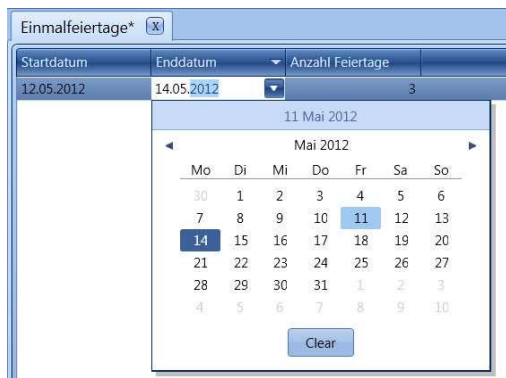 Einmalfeiertage* X
Startdatum Enddatum Anzahl Feiertage
12.05.2012 14.05.2012 3
11 Mai 2012
Mai 2012
Mo Di Mi Do Fr Sa So
30 1 2 3 4 5 6
7 8 9 10 11 12 13
14 15 16 17 18 19 20
21 22 23 24 25 26 27
28 29 30 31 1 2 3
4 5 6 7 8 9 10
Clear